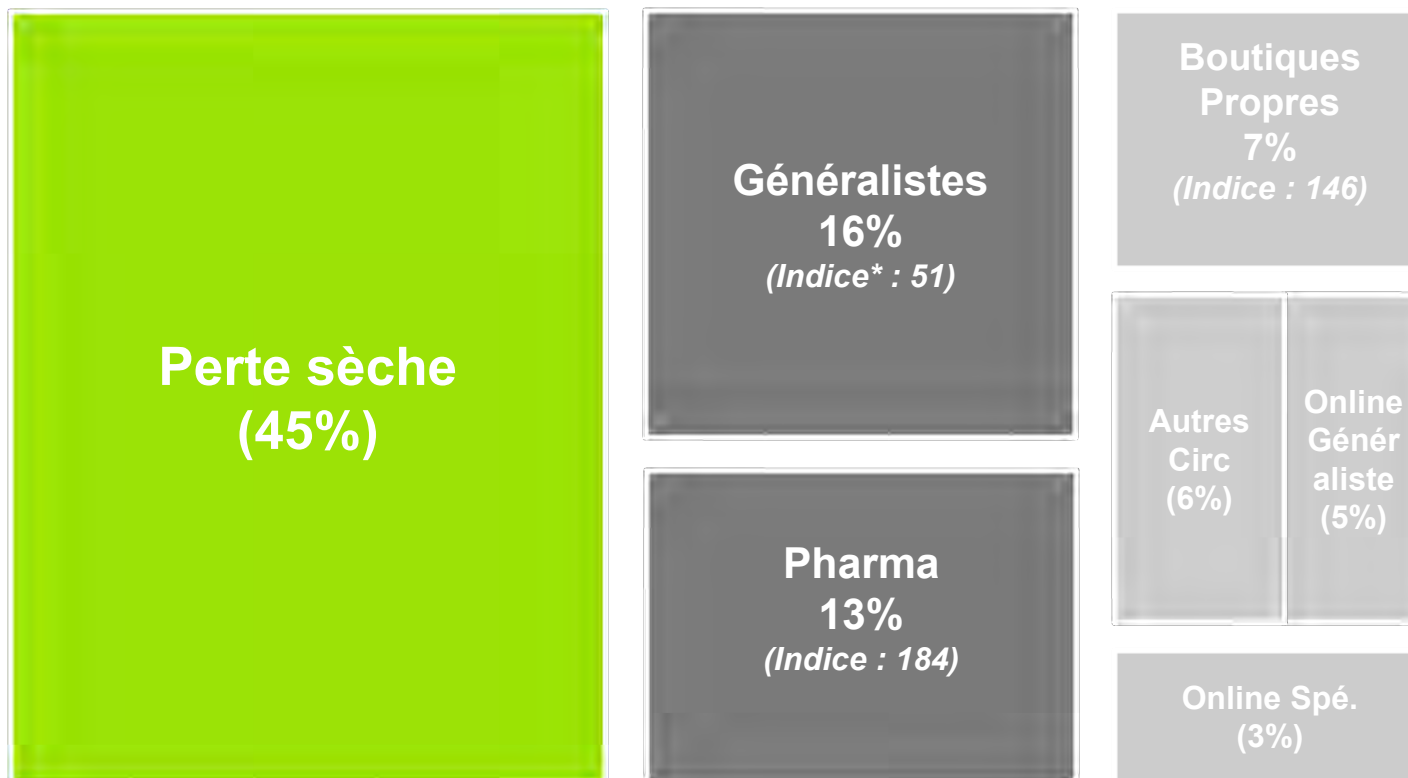 Perte sèche
(45%)
Généralistes
16%
(Indice* : 51)
Pharma
13%
(Indice : 184)
Boutiques
Propres
7%
(Indice : 146)
Autres
Circ
(6%)
Online
Génér
aliste
(5%)
Online Spé.
(3%)